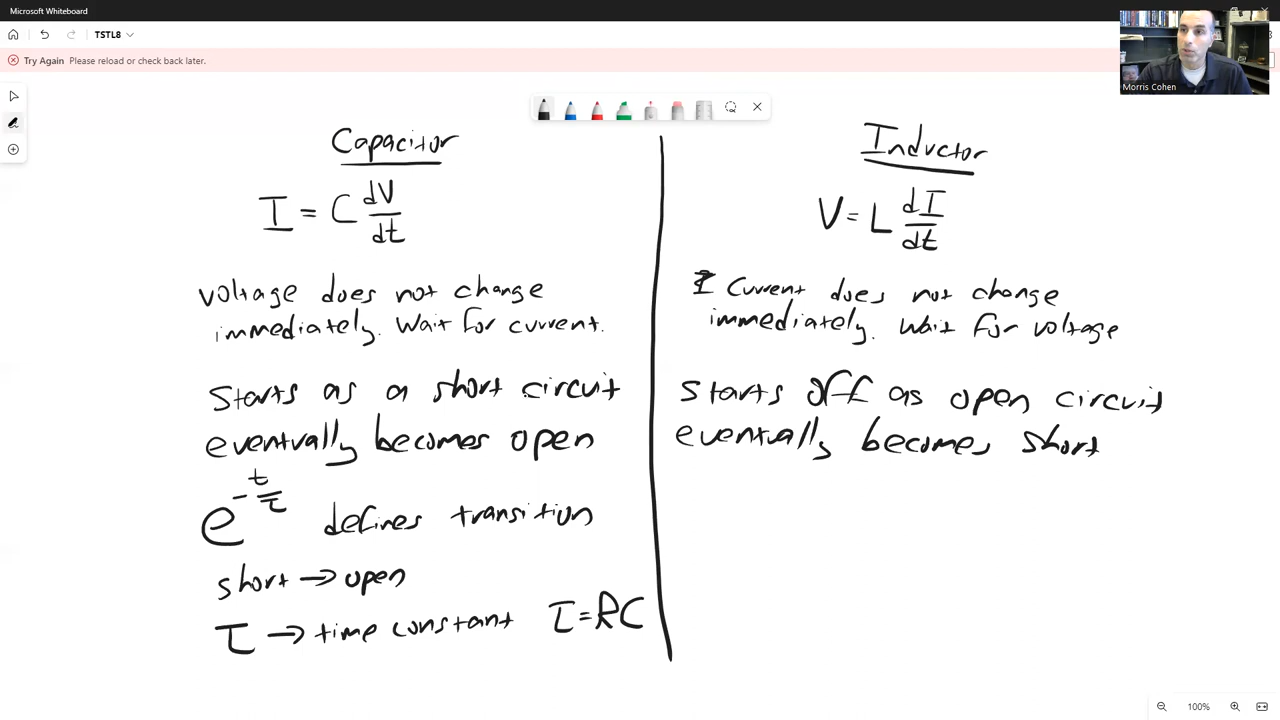 Microsoft Whiteboard
TSTL8
Try Again Please reload or check back later.
Morris Cohen
Capacitor
I = C dV/dt
voltage does not change
immediately. Wait for current.
starts as a short circuit
eventually becomes open
e^-t/τ defines transition
short → open
τ → time constant τ = RC
Inductor
V = L dI/dt
Current does not change
immediately. Wait for voltage
starts off as open circuit
eventually becomes short
100%